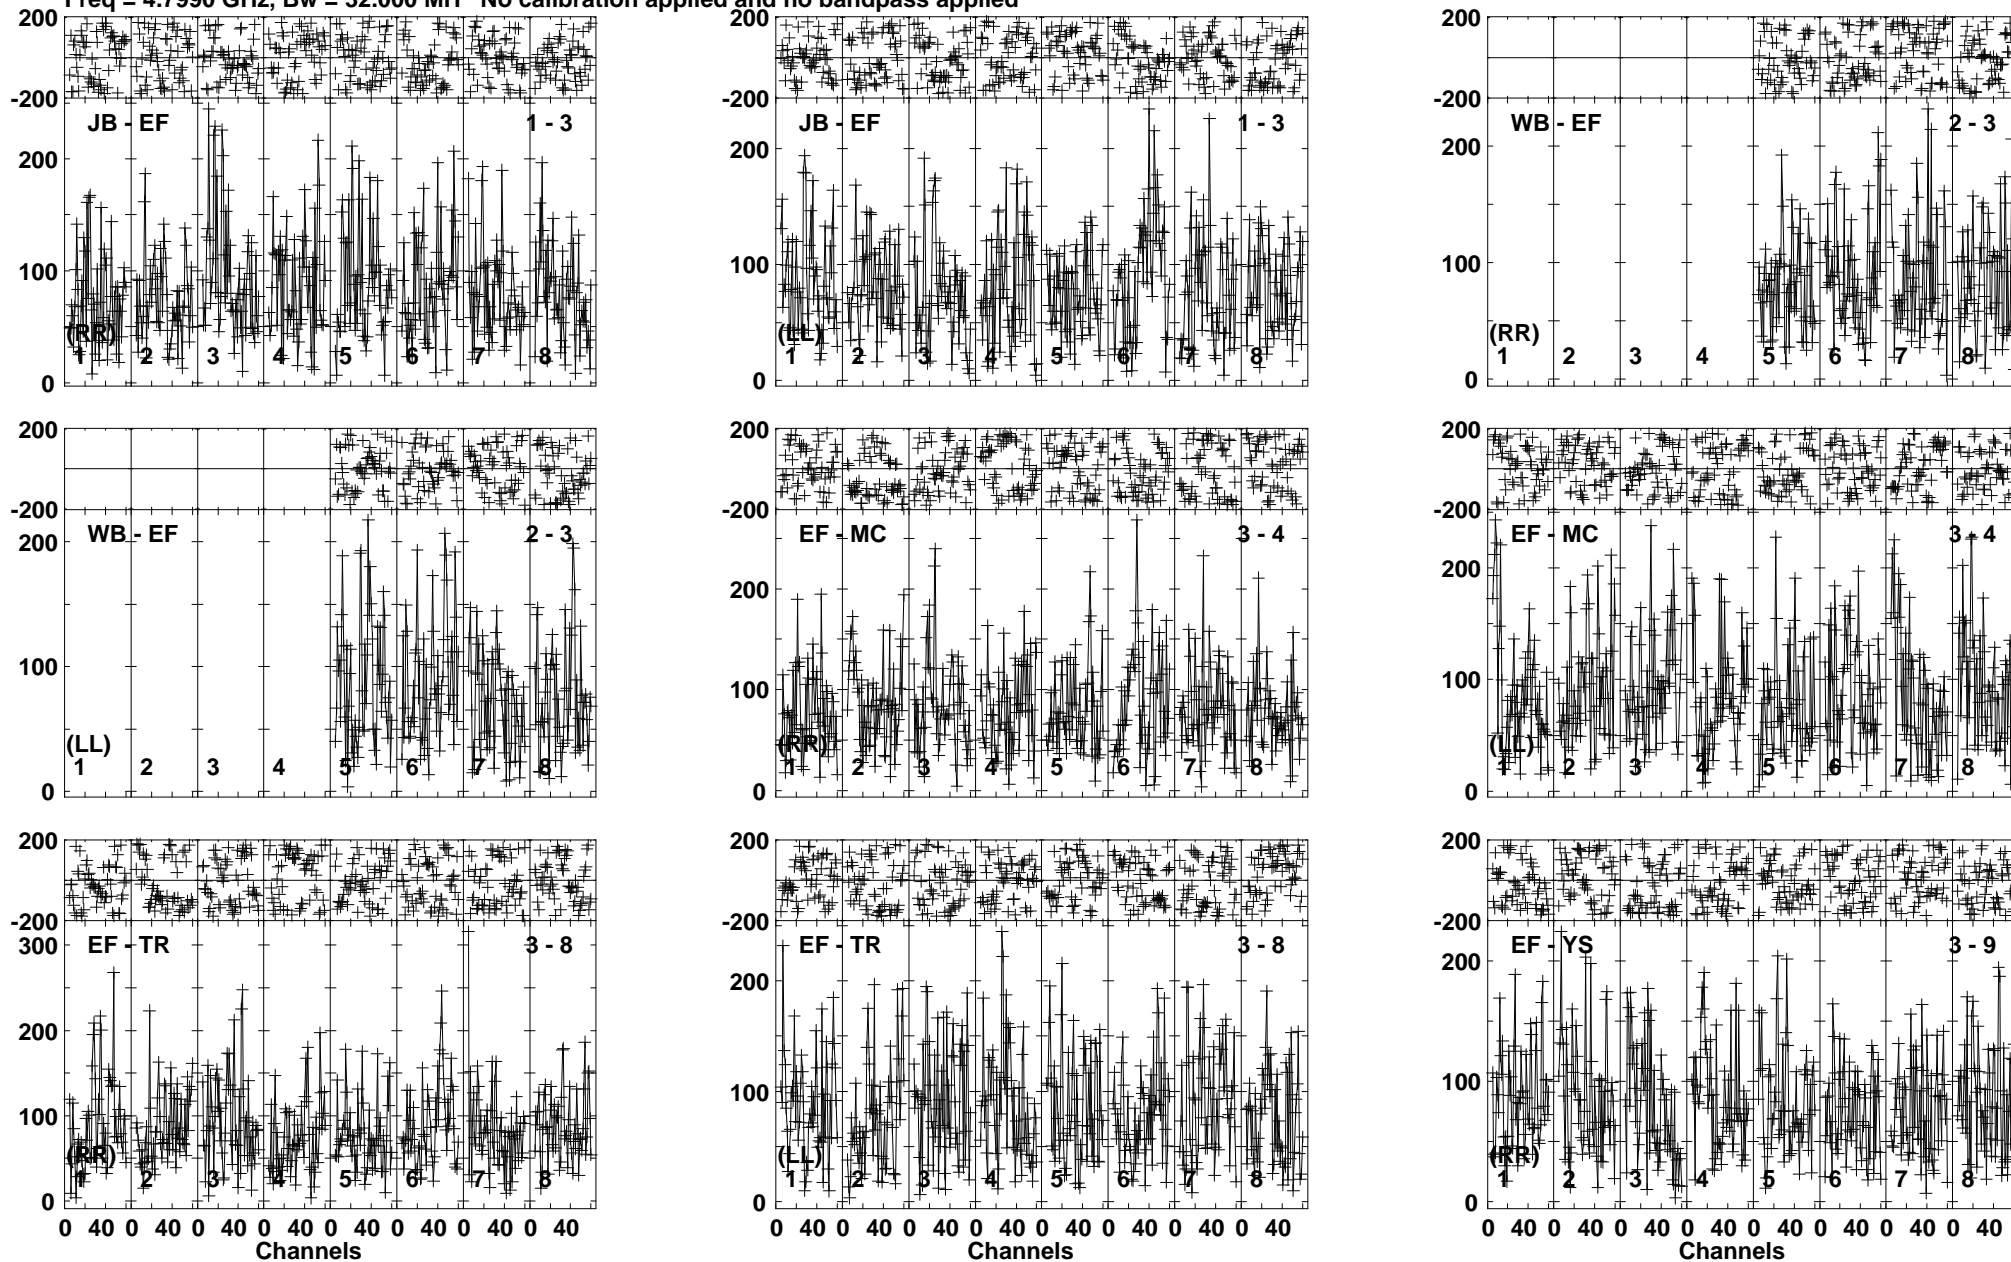 Freq = 4.7990 GHz, Bw = 32.000 MH No calibration applied and no bandpass applied
200 200 200
-200 -200 -200
JB - EF 1 - 3 JB - EF 1 - 3 WB - EF 2 - 3
200 200 200
100 100 100
(RR) (LL) (RR)
1 2 3 4 5 6 7 8 1 2 3 4 5 6 7 8 1 2 3 4 5 6 7 8
0 0 0
200 200 200
-200 -200 -200
WB - EF 2 - 3 EF - MC 3 - 4 EF - MC 3 - 4
200 200 200
100 100 100
(LL) (RR) (LL)
1 2 3 4 5 6 7 8 1 2 3 4 5 6 7 8 1 2 3 4 5 6 7 8
0 0 0
200 200 200
-200 -200 -200
EF - TR 3 - 8 EF - TR 3 - 8 EF - YS 3 - 9
300
200 200 200
100 100 100
(RR) (LL) (RR)
1 2 3 4 5 6 7 8 1 2 3 4 5 6 7 8 1 2 3 4 5 6 7 8
0 0 0
0 40 0 40 0 40 0 40 0 40 0 40 0 40 0 40 0 40 0 40 0 40 0 40 0 40 0 40 0 40 0 40 0 40 0 40 0 40 0 40 0 40 0 40 0 40 0 40
Channels Channels Channels